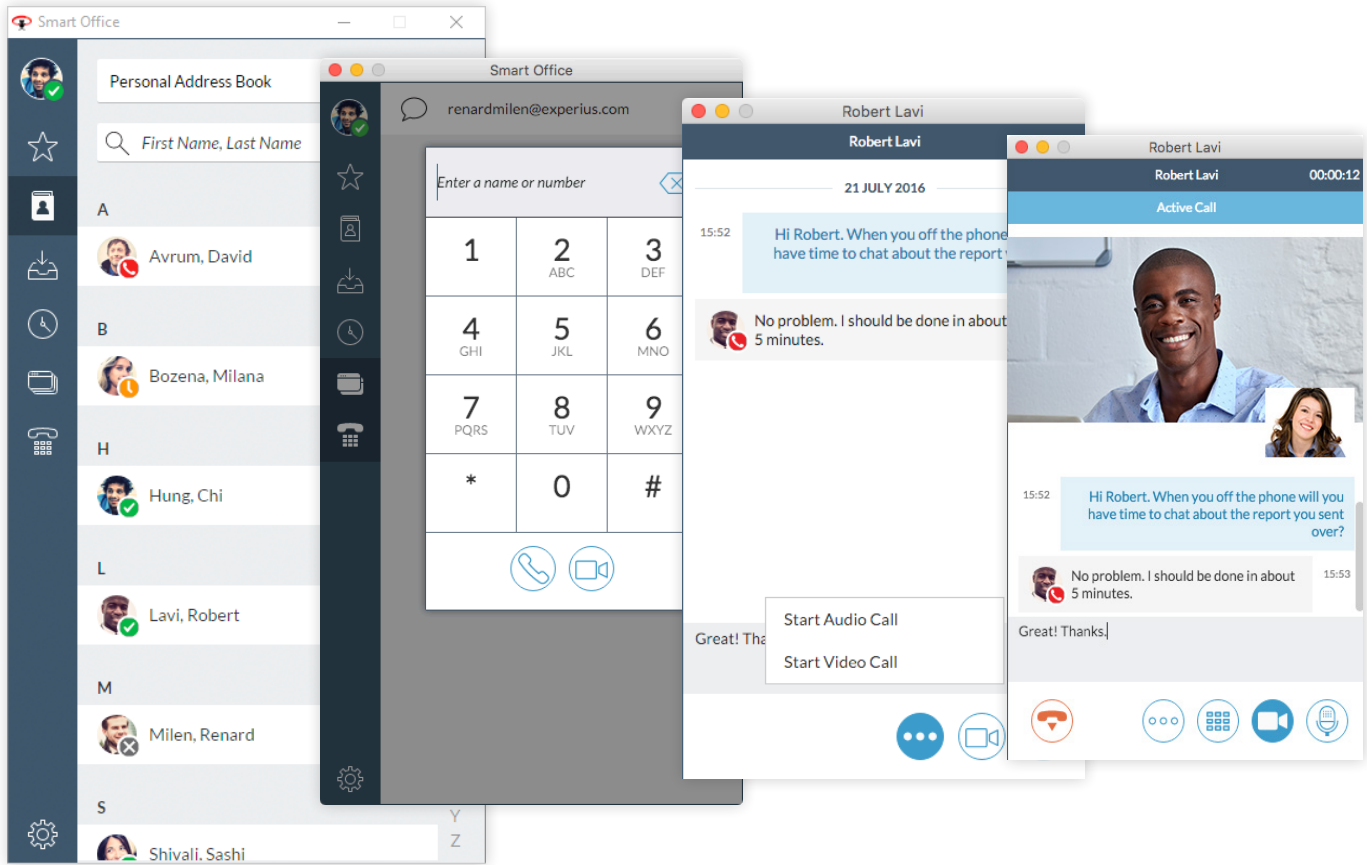 Smart Office
Personal Address Book
First Name, Last Name
A
Avrum, David
B
Bozena, Milana
H
Hung, Chi
L
Lavi, Robert
M
Milen, Renard
S
Shivali, Sashi
Y
Z
Smart Office
renardmilen@experius.com
Enter a name or number
1
2
ABC
3
DEF
4
GHI
5
JKL
6
MNO
7
PQRS
8
TUV
9
WXYZ
*
0
#
Robert Lavi
Robert Lavi
21 JULY 2016
15:52
Hi Robert. When you off the phone
have time to chat about the report
No problem. I should be done in about
5 minutes.
Great! Tha
Start Audio Call
Start Video Call
Robert Lavi
Robert Lavi
00:00:12
Active Call
15:52
Hi Robert. When you off the phone will you
have time to chat about the report you sent
over?
No problem. I should be done in about
5 minutes.
15:53
Great! Thanks.